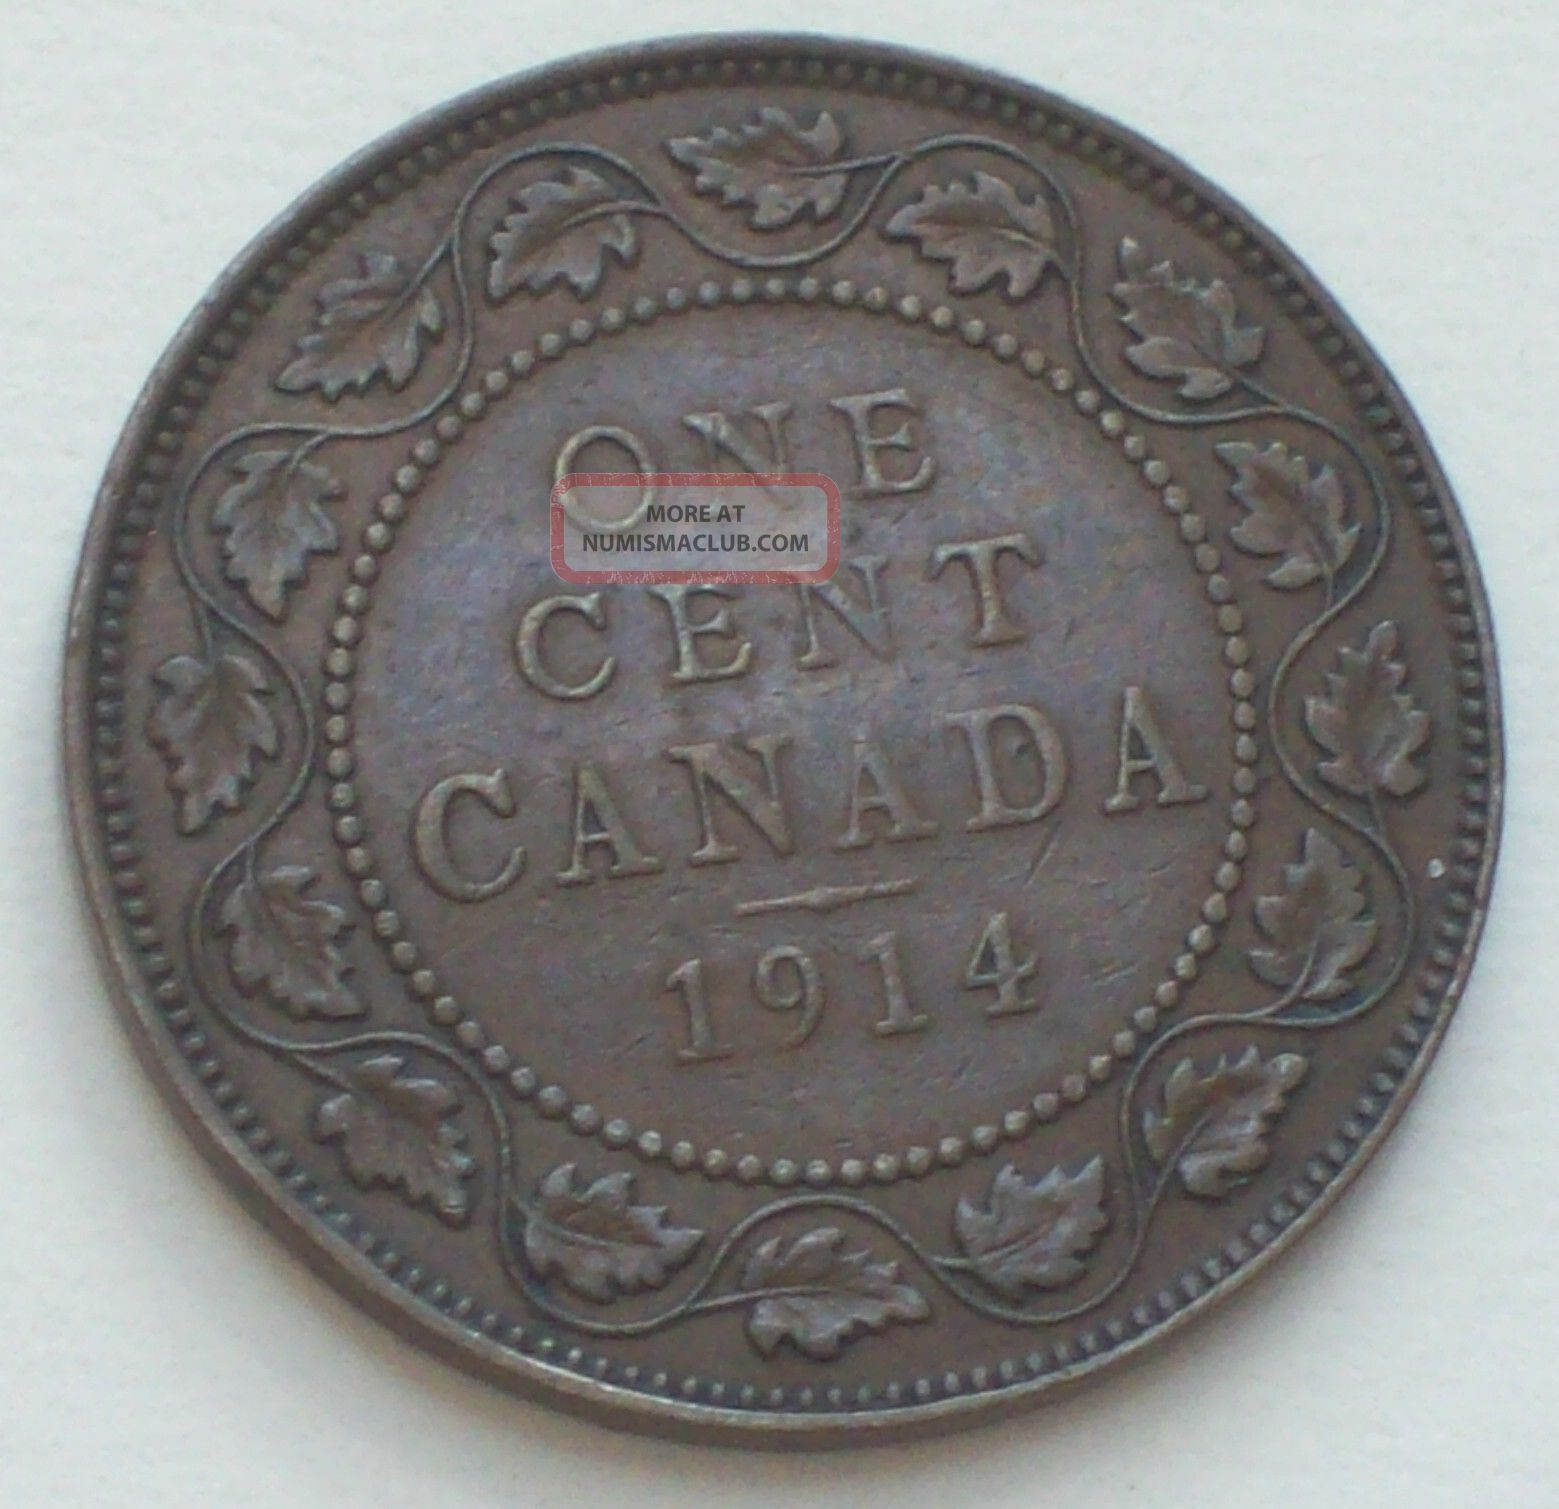 ONE
MORE AT
NUMISMACLUB.COM
CENT
CANADA
1914